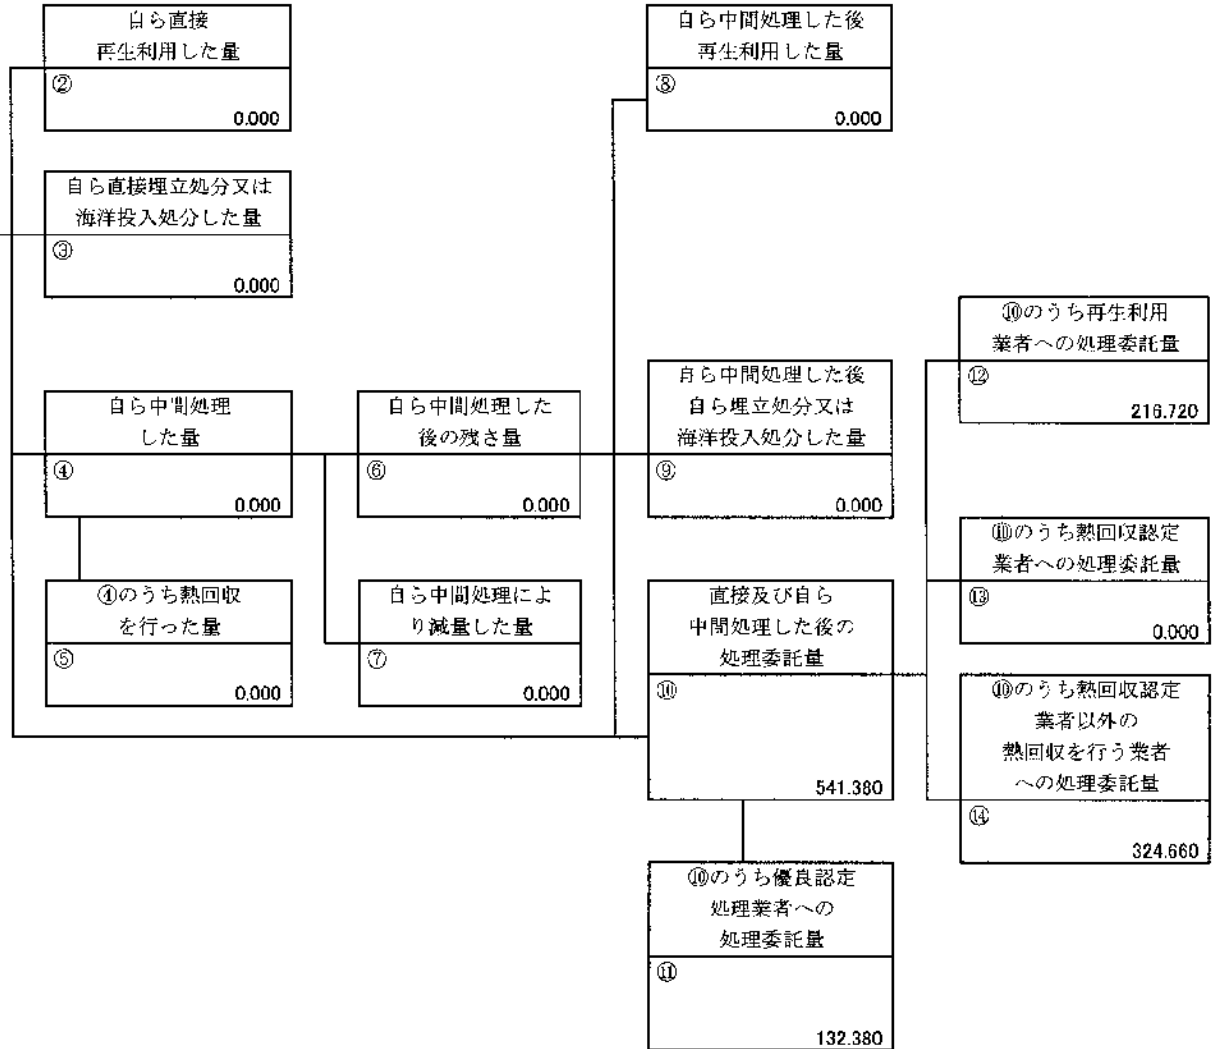 自ら直接
再生利用した量
②
0.000
自ら中間処理した後
再生利用した量
⑧
0.000
自ら直接埋立処分又は
海洋投入処分した量
③
0.000
⑩のうち再生利用
業者への処理委託量
⑫
216.720
自ら中間処理
した量
④
0.000
自ら中間処理した
後の残さ量
⑥
0.000
自ら中間処理した後
自ら埋立処分又は
海洋投入処分した量
⑨
0.000
⑩のうち熱回収認定
業者への処理委託量
⑬
0.000
④のうち熱回収
を行った量
⑤
0.000
自ら中間処理によ
り減量した量
⑦
0.000
直接及び自ら
中間処理した後の
処理委託量
⑩
541.380
⑩のうち熱回収認定
業者以外の
熱回収を行う業者
への処理委託量
⑭
324.660
⑩のうち優良認定
処理業者への
処理委託量
⑪
132.380